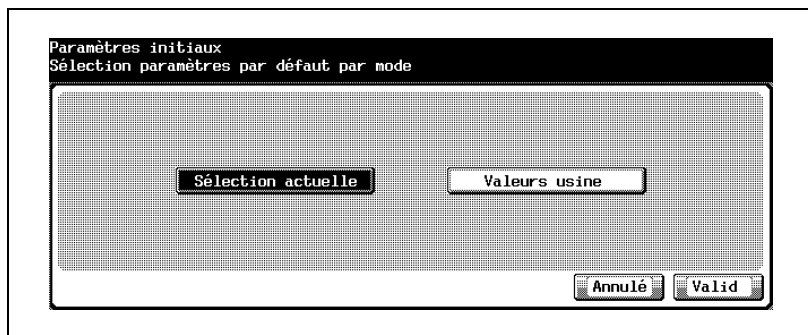 Paramètres initiaux
Sélection paramètres par défaut par mode
Sélection actuelle Valeurs usine
Annulé Valid